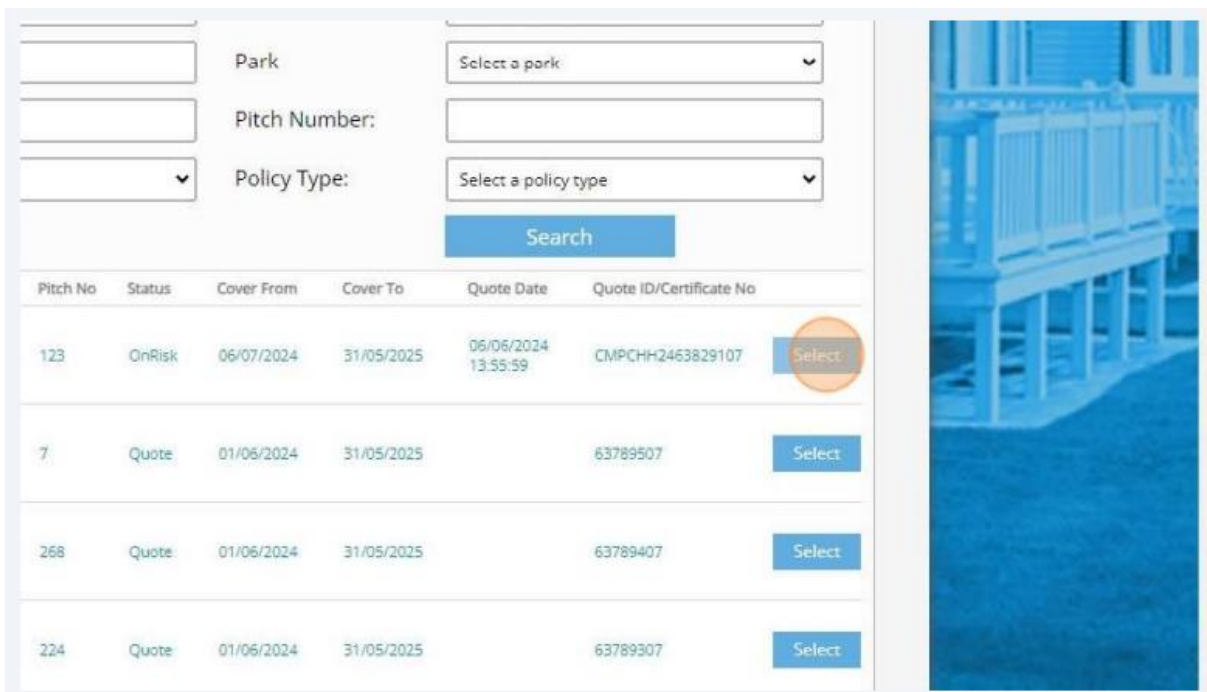 Park Select a park
Pitch Number:
Policy Type: Select a policy type
Search
Pitch No Status Cover From Cover To Quote Date Quote ID/Certificate No
123 OnRisk 06/07/2024 31/05/2025 06/06/2024 13:55:59 CMPCHH2463829107 Select
7 Quote 01/06/2024 31/05/2025 63789507 Select
268 Quote 01/06/2024 31/05/2025 63789407 Select
224 Quote 01/06/2024 31/05/2025 63789307 Select